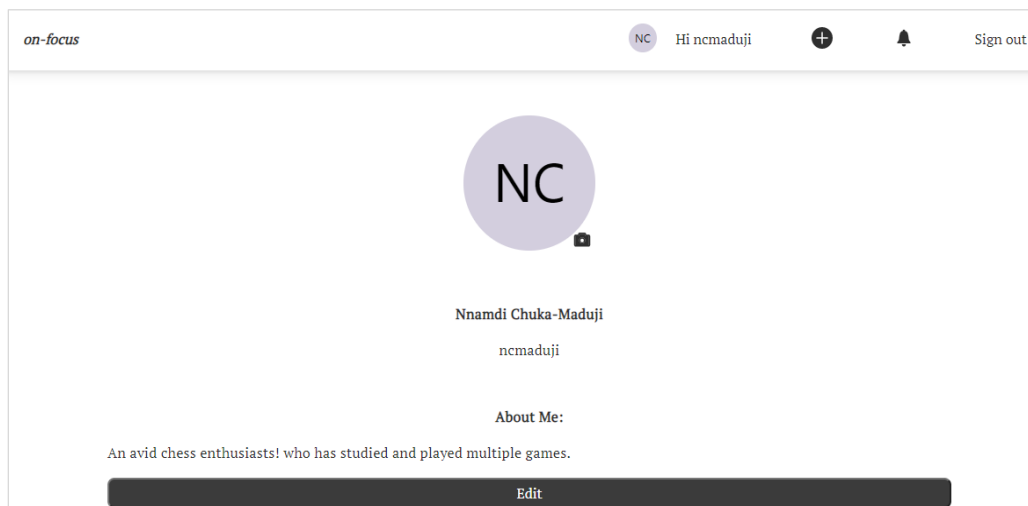 on-focus
NC Hi ncmaduji Sign out
NC
Nnamdi Chuka-Maduji
ncmaduji
About Me:
An avid chess enthusiasts! who has studied and played multiple games.
Edit